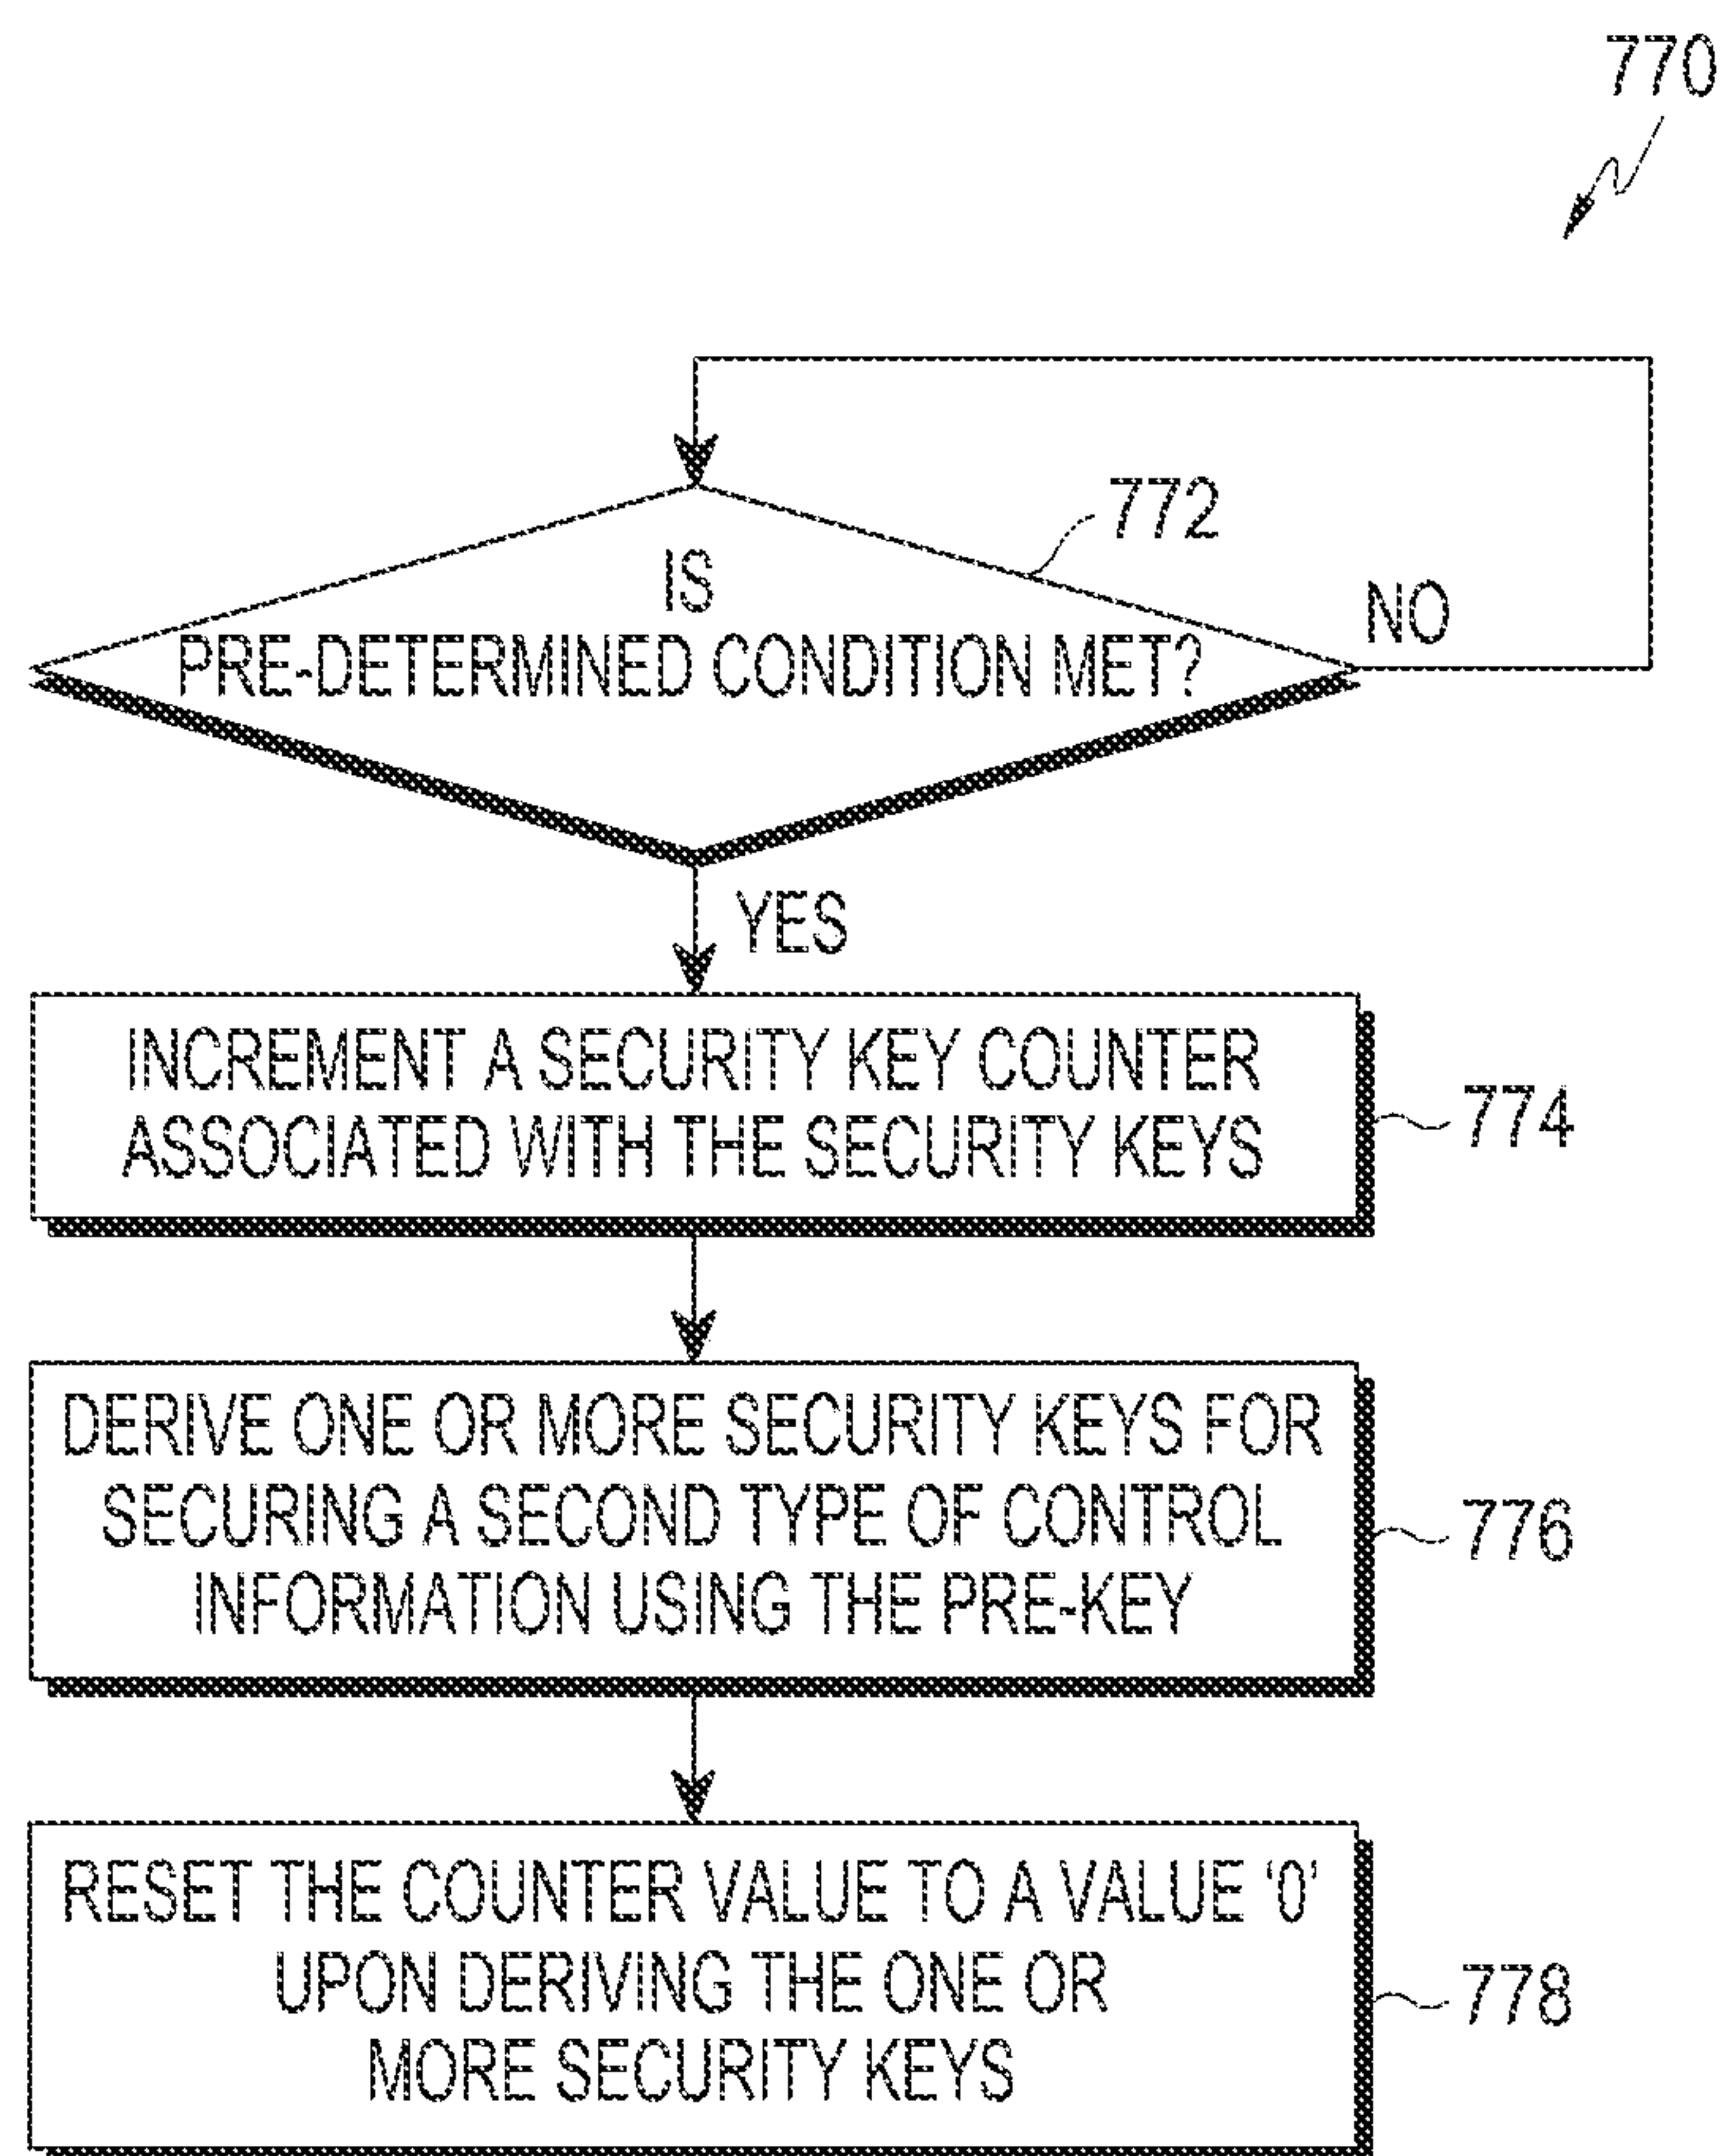 770
772
IS
PRE-DETERMINED CONDITION MET?
NO
YES
INCREMENT A SECURITY KEY COUNTER
ASSOCIATED WITH THE SECURITY KEYS
774
DERIVE ONE OR MORE SECURITY KEYS FOR
SECURING A SECOND TYPE OF CONTROL
INFORMATION USING THE PRE-KEY
776
RESET THE COUNTER VALUE TO A VALUE ‘0’
UPON DERIVING THE ONE OR
MORE SECURITY KEYS
778